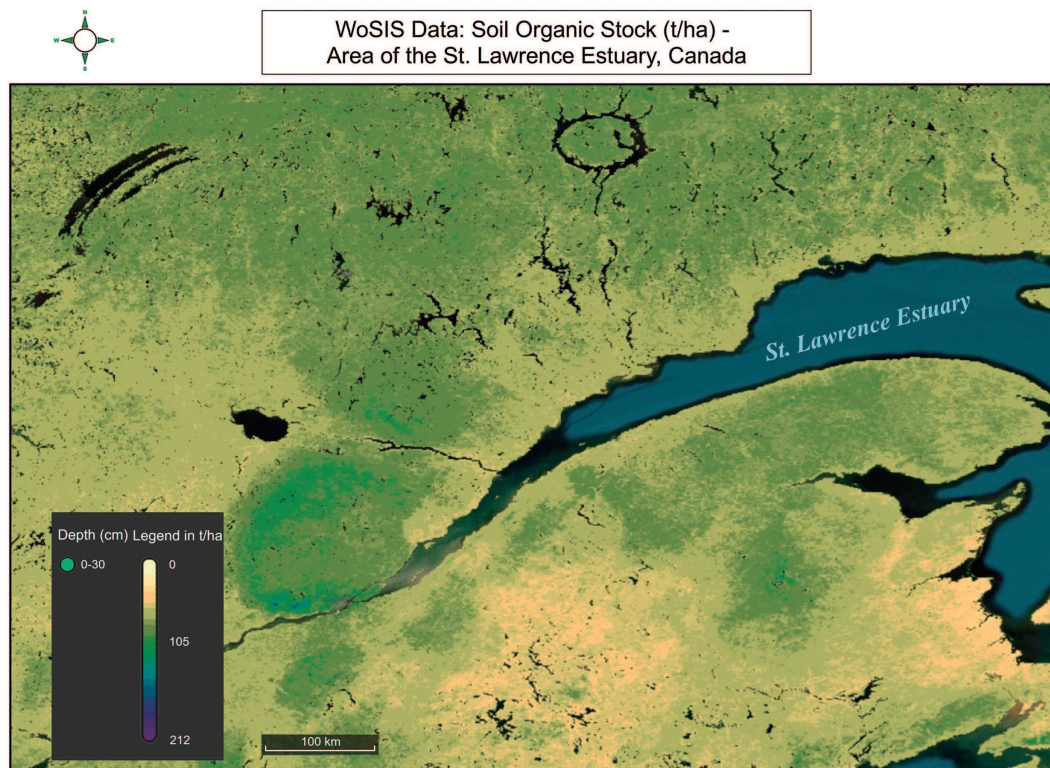 N
W E
S
WoSIS Data: Soil Organic Stock (t/ha) -
Area of the St. Lawrence Estuary, Canada
St. Lawrence Estuary
Depth (cm) Legend in t/ha
0-30
0
105
212
100 km